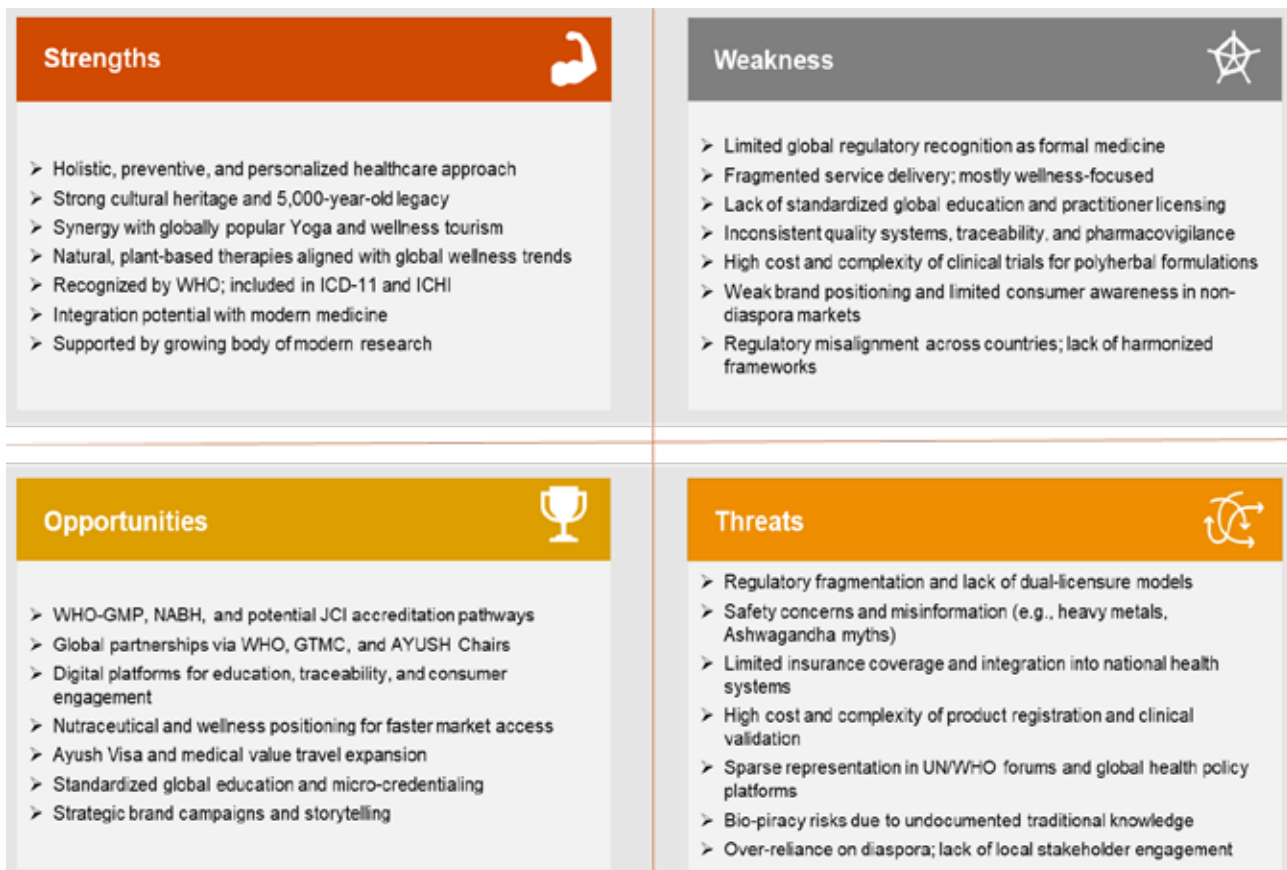 Strengths
➢ Holistic, preventive, and personalized healthcare approach
➢ Strong cultural heritage and 5,000-year-old legacy
➢ Synergy with globally popular Yoga and wellness tourism
➢ Natural, plant-based therapies aligned with global wellness trends
➢ Recognized by WHO; included in ICD-11 and ICHI
➢ Integration potential with modern medicine
➢ Supported by growing body of modern research
Weakness
➢ Limited global regulatory recognition as formal medicine
➢ Fragmented service delivery; mostly wellness-focused
➢ Lack of standardized global education and practitioner licensing
➢ Inconsistent quality systems, traceability, and pharmacovigilance
➢ High cost and complexity of clinical trials for polyherbal formulations
➢ Weak brand positioning and limited consumer awareness in non-
diaspora markets
➢ Regulatory misalignment across countries; lack of harmonized
frameworks
Opportunities
➢ WHO-GMP, NABH, and potential JCI accreditation pathways
➢ Global partnerships via WHO, GTMC, and AYUSH Chairs
➢ Digital platforms for education, traceability, and consumer
engagement
➢ Nutraceutical and wellness positioning for faster market access
➢ Ayush Visa and medical value travel expansion
➢ Standardized global education and micro-credentialing
➢ Strategic brand campaigns and storytelling
Threats
➢ Regulatory fragmentation and lack of dual-licensure models
➢ Safety concerns and misinformation (e.g., heavy metals,
Ashwagandha myths)
➢ Limited insurance coverage and integration into national health
systems
➢ High cost and complexity of product registration and clinical
validation
➢ Sparse representation in UN/WHO forums and global health policy
platforms
➢ Bio-piracy risks due to undocumented traditional knowledge
➢ Over-reliance on diaspora; lack of local stakeholder engagement